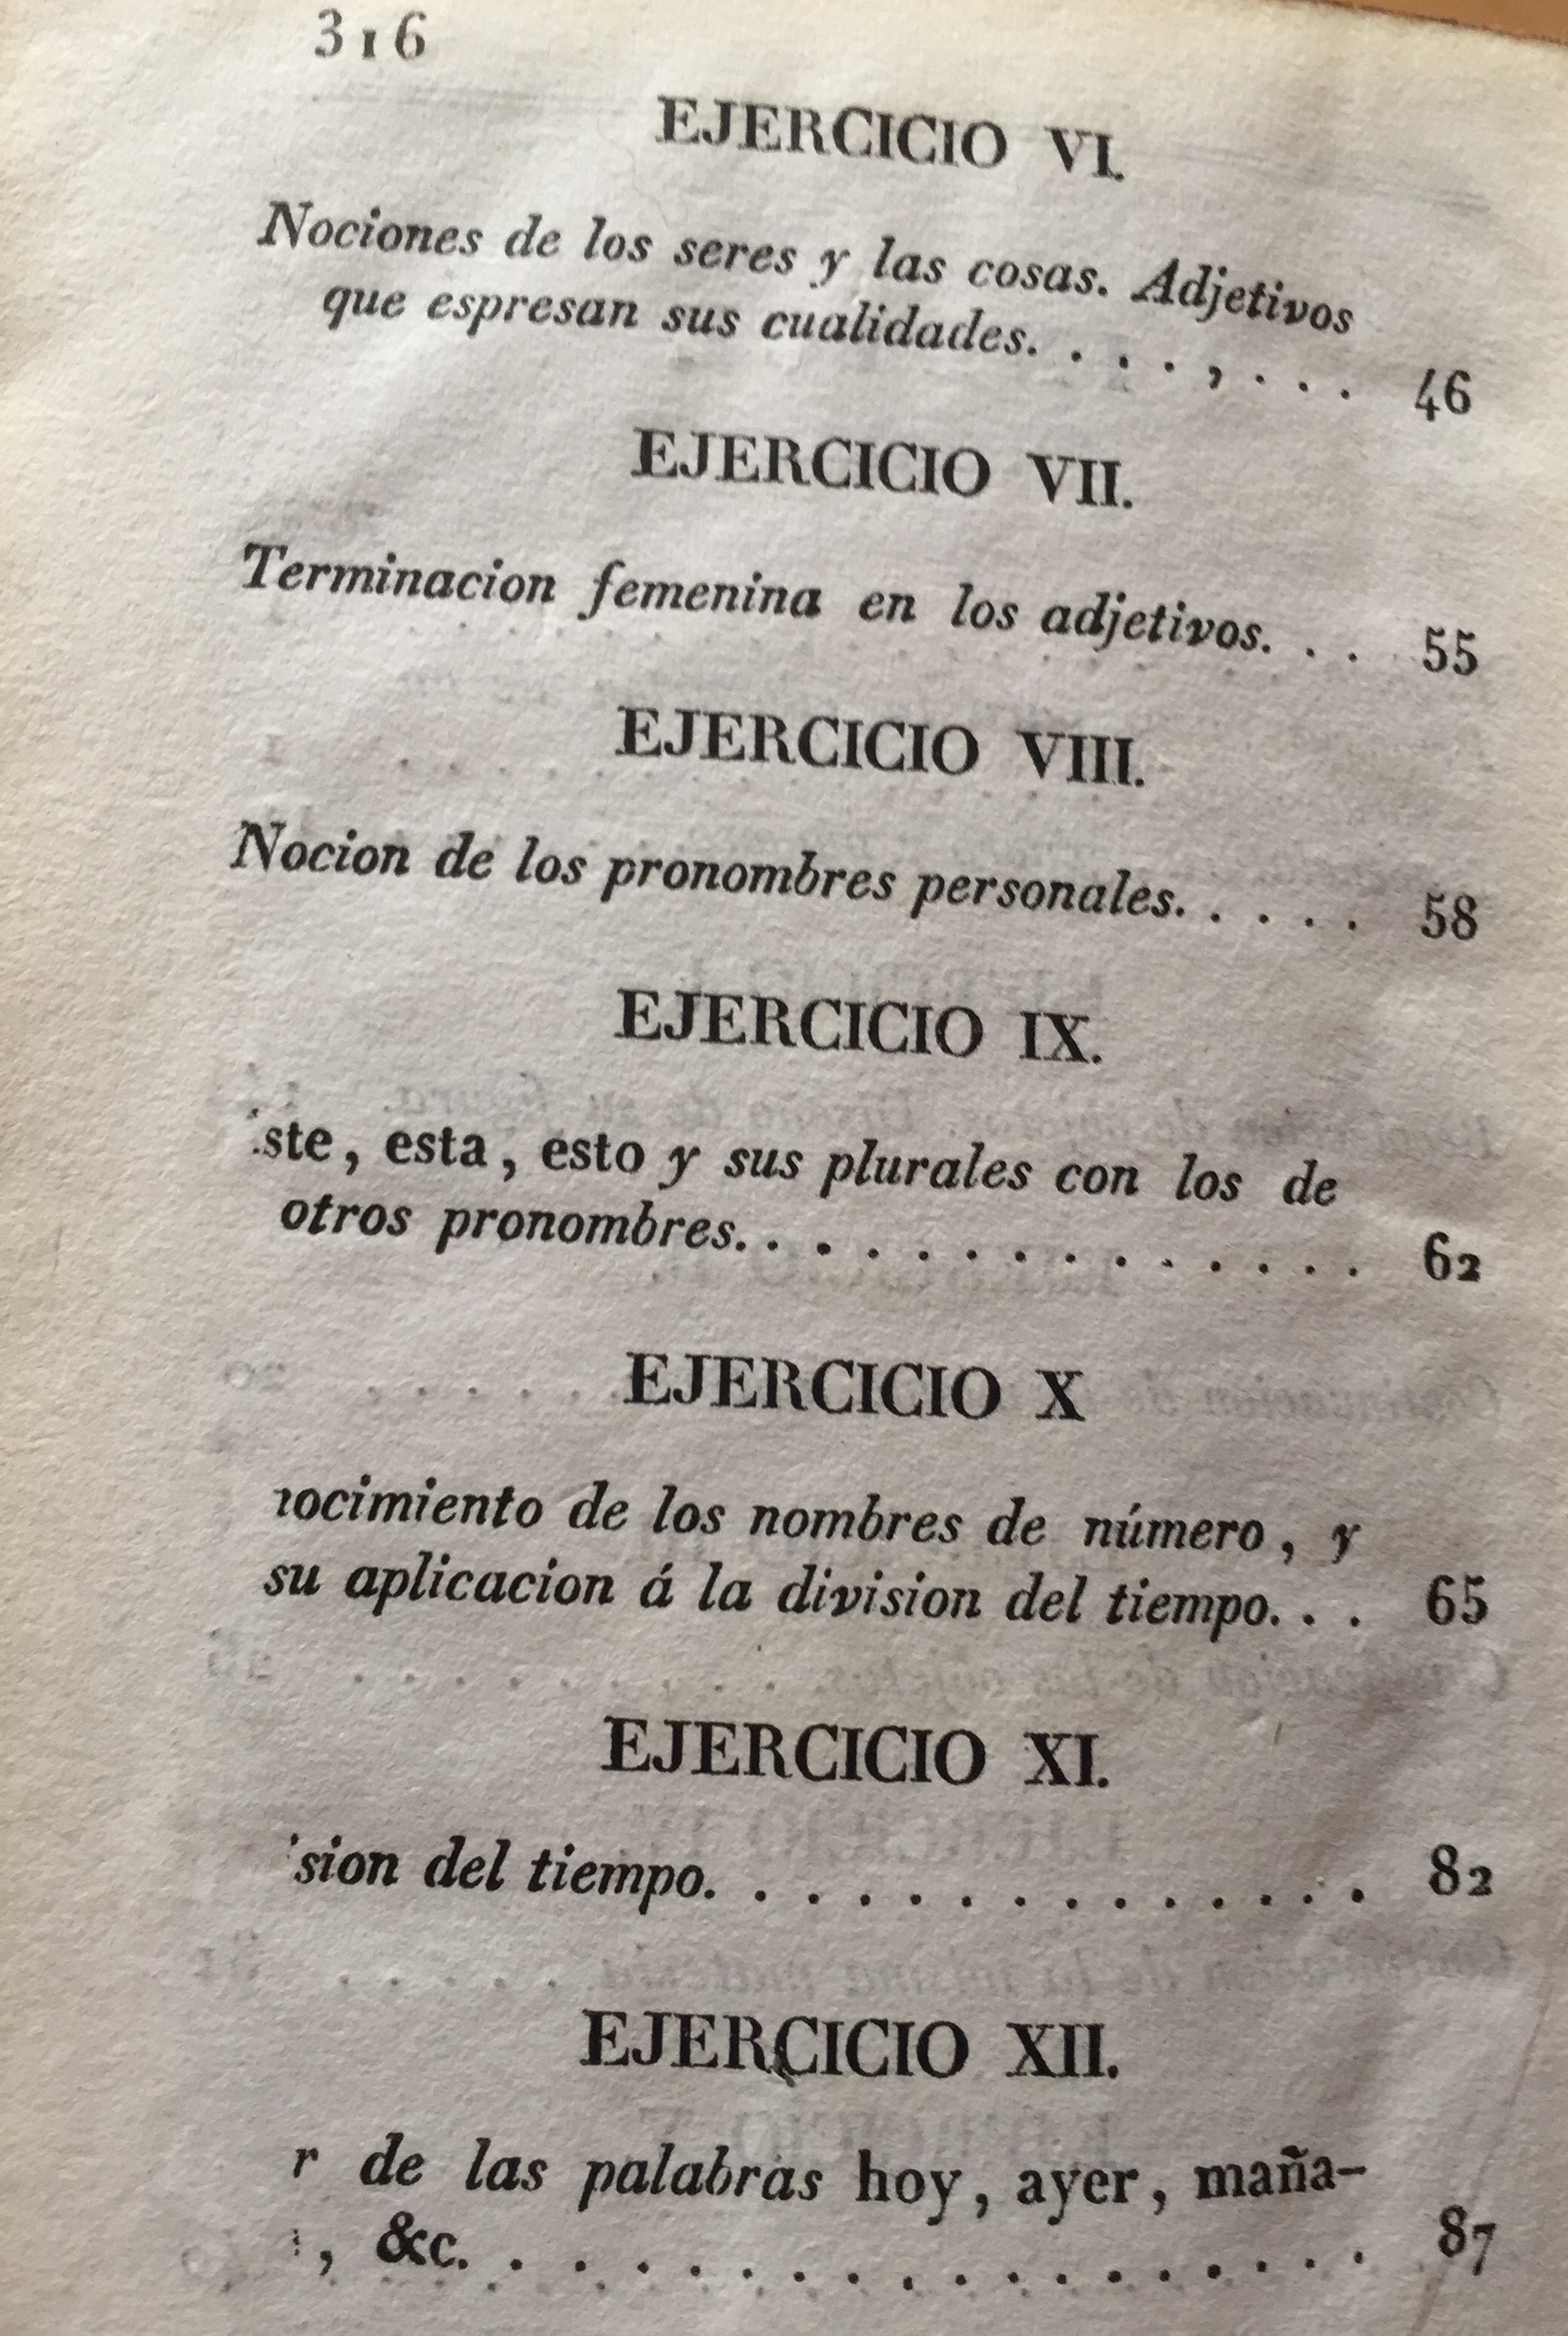 316
EJERCICIO VI.
Nociones de los seres y las cosas. Adjetivos
que espresan sus cualidades. . . . , . . . 46
EJERCICIO VII.
Terminacion femenina en los adjetivos. . . 55
EJERCICIO VIII.
Nocion de los pronombres personales. . . . . 58
EJERCICIO IX.
ste, esta, esto y sus plurales con los de
otros pronombres. . . . . . . . . . . . . . 62
EJERCICIO X
nocimiento de los nombres de número, y
su aplicacion á la division del tiempo. . . 65
EJERCICIO XI.
sion del tiempo. . . . . . . . . . . . . . 82
EJERCICIO XII.
r de las palabras hoy, ayer, maña-
, &c. . . . . . . . . . . . . . . . . . 87